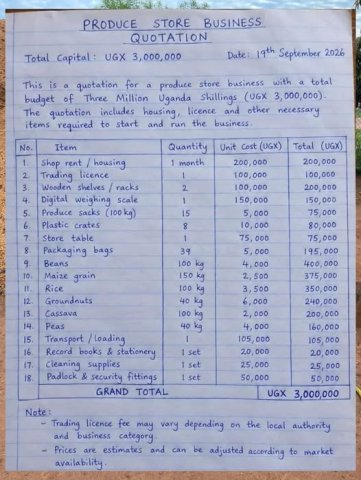 PRODUCE STORE BUSINESS
QUOTATION
Total Capital: UGX 3,000,000 Date: 19th September 2026
This is a quotation for a produce store business with a total
budget of Three Million Uganda Shillings (UGX 3,000,000).
The quotation includes housing, licence and other necessary
items required to start and run the business.
No. Item Quantity Unit Cost (UGX) Total (UGX)
1. Shop rent / housing 1 month 200,000 200,000
2. Trading licence 1 100,000 100,000
3. Wooden shelves / racks 2 100,000 200,000
4. Digital weighing scale 1 150,000 150,000
5. Produce sacks (100kg) 15 5,000 75,000
6. Plastic crates 8 10,000 80,000
7. Store table 1 75,000 75,000
8. Packaging bags 39 5,000 195,000
9. Beans 100 kg 4,000 400,000
10. Maize grain 150 kg 2,500 375,000
11. Rice 100 kg 3,500 350,000
12. Groundnuts 40 kg 6,000 240,000
13. Cassava 100 kg 2,000 200,000
14. Peas 40 kg 4,000 160,000
15. Transport / loading 1 105,000 105,000
16. Record books & stationery 1 set 20,000 20,000
17. Cleaning supplies 1 set 25,000 25,000
18. Padlock & security fittings 1 set 50,000 50,000
GRAND TOTAL UGX 3,000,000
Note:
- Trading licence fee may vary depending on the local authority
and business category.
- Prices are estimates and can be adjusted according to market
availability.